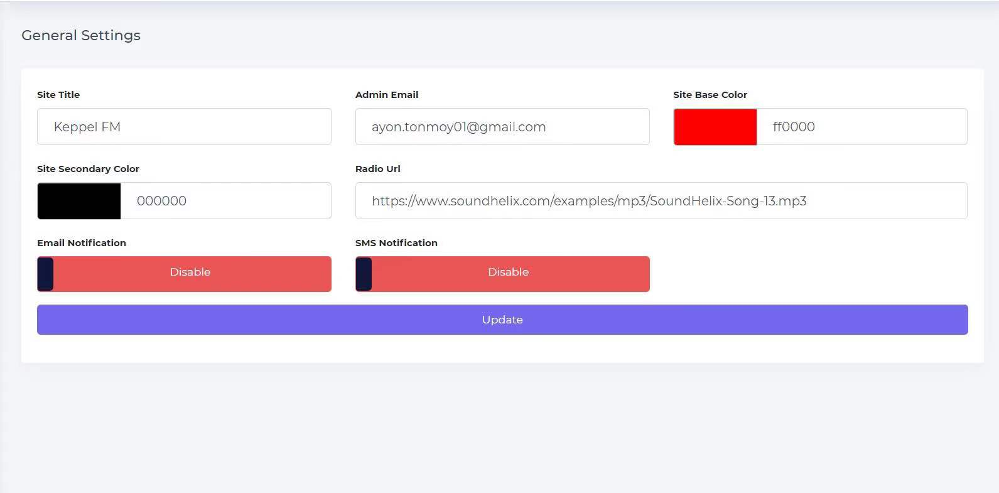 General Settings
Site Title
Keppel FM
Admin Email
ayon.tonmoy01@gmail.com
Site Base Color
ff0000
Site Secondary Color
000000
Radio Url
https://www.soundhelix.com/examples/mp3/SoundHelix-Song-13.mp3
Email Notification
Disable
SMS Notification
Disable
Update